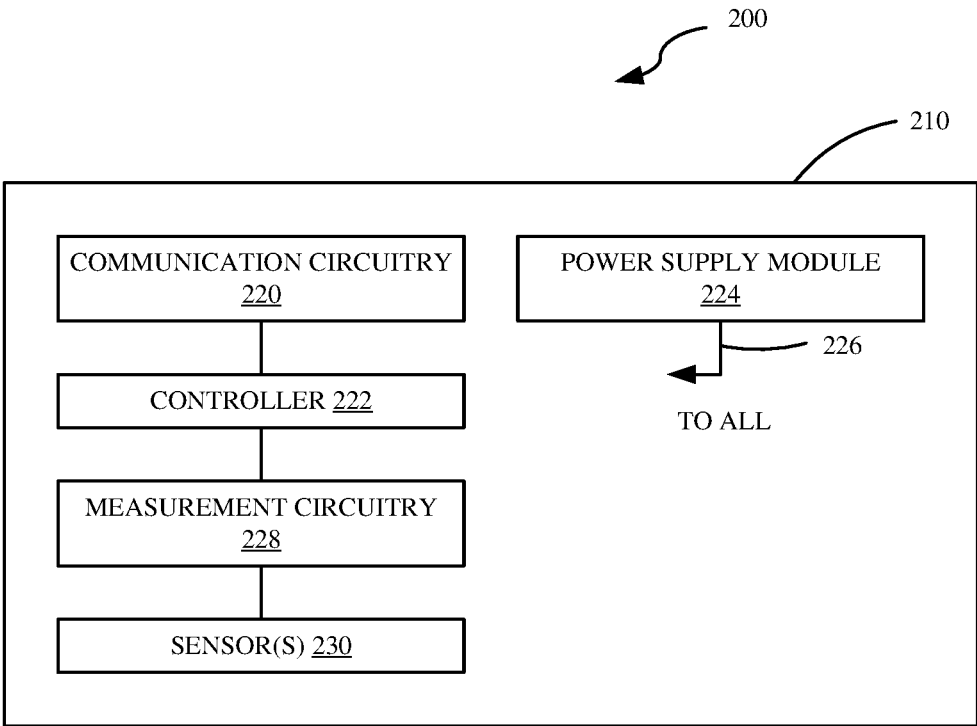 200
210
COMMUNICATION CIRCUITRY
220
POWER SUPPLY MODULE
224
226
TO ALL
CONTROLLER 222
MEASUREMENT CIRCUITRY
228
SENSOR(S) 230